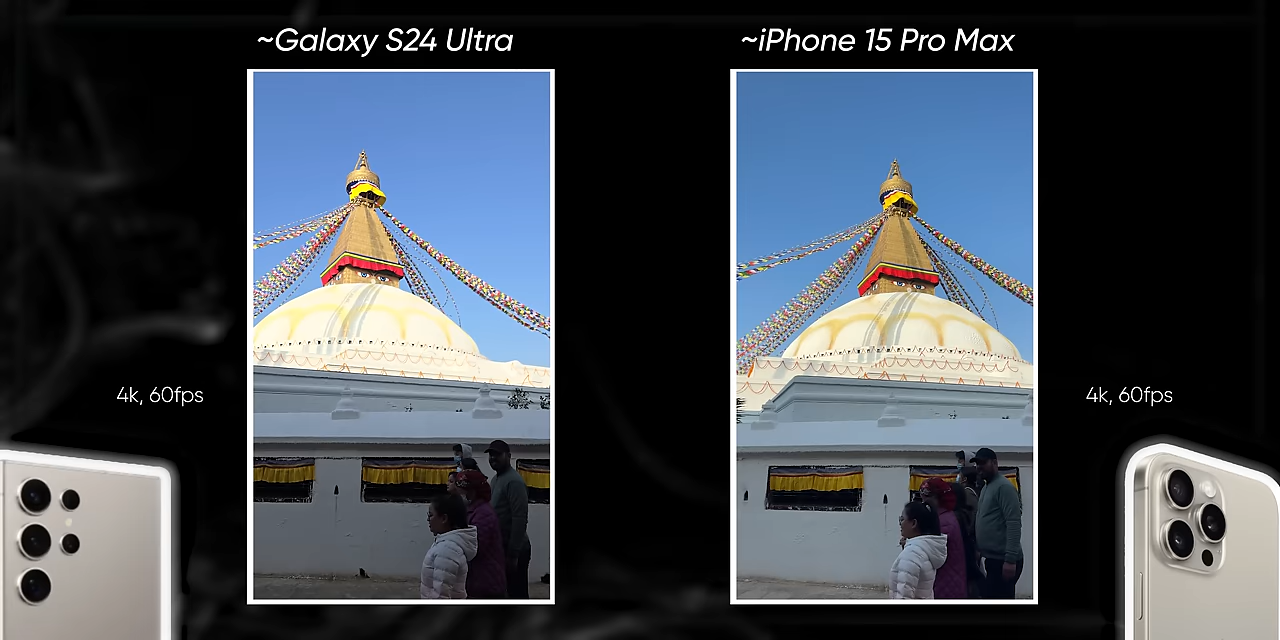 ~Galaxy S24 Ultra
~iPhone 15 Pro Max
4k, 60fps
4k, 60fps